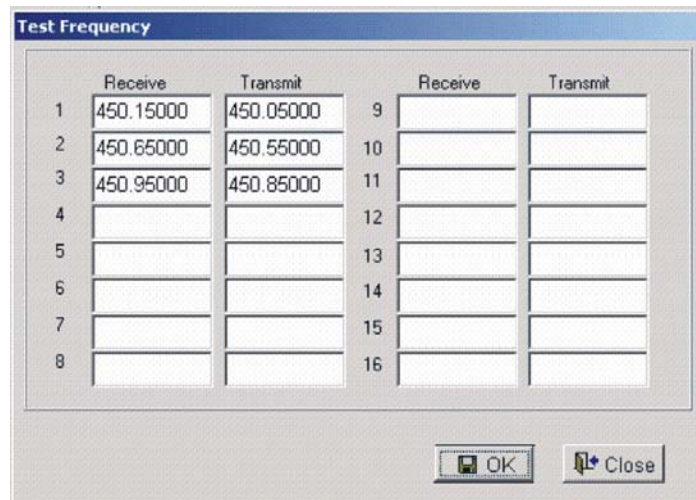 Test Frequency
Receive Transmit Receive Transmit
1 450.15000 450.05000 9
2 450.65000 450.55000 10
3 450.95000 450.85000 11
4 12
5 13
6 14
7 15
8 16
OK Close